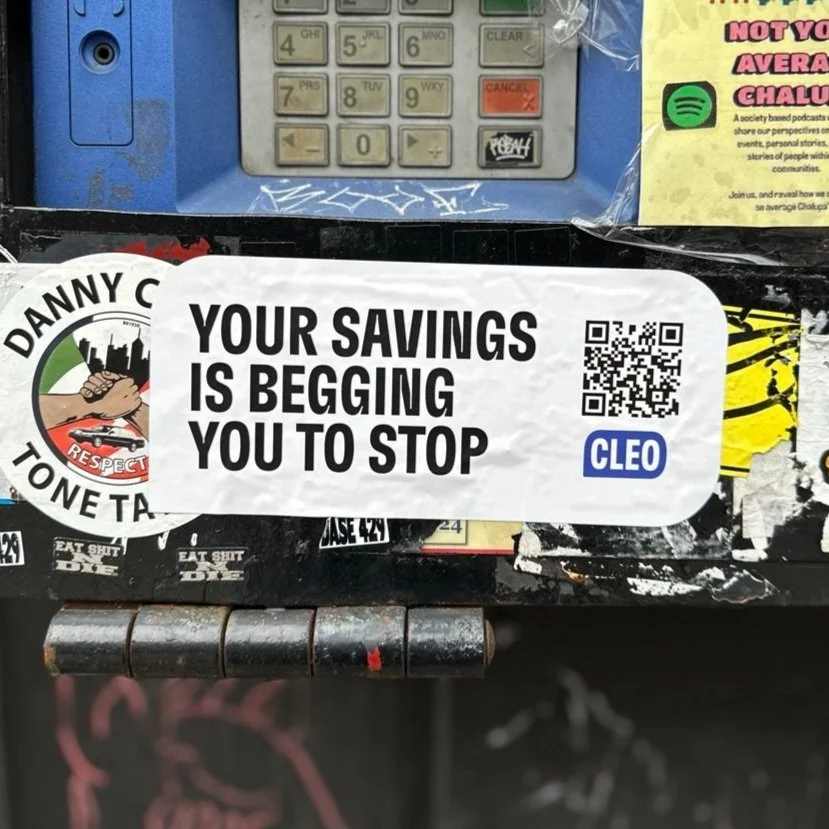 4 GHI
5 JKL
6 MNO
CLEAR
7 PRS
8 TUV
9 WXY
CANCEL
0
NOT YO
AVERA
CHALU
A society based podcasts
share our perspectives on
events, personal stories,
stories of people within
communities.
Join us, and reveal how we
so average Chalupa
DANNY C
RESPECT
TONE TA
YOUR SAVINGS
IS BEGGING
YOU TO STOP
CLEO
429
EAT SHIT
N
DIE
EAT SHIT
N
DIE
JASE 429
24